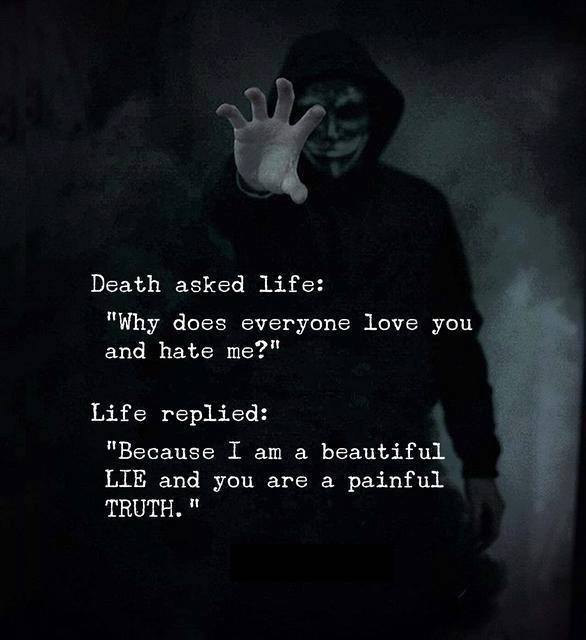 Death asked life:
"Why does everyone love you
and hate me?"
Life replied:
"Because I am a beautiful
LIE and you are a painful
TRUTH."